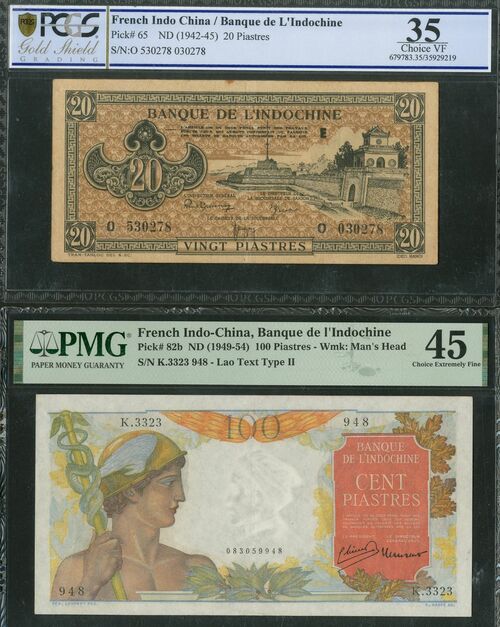 PCGS
Gold Shield
GRADING
French Indo China / Banque de L'Indochine
Pick# 65 ND (1942-45) 20 Piastres
S/N:O 530278 030278
35
Choice VF
679783.35/35929219
20
20
BANQUE DE L'INDOCHINE
E
20
O 530278
O 030278
20
VINGT PIASTRES
20
PMG
PAPER MONEY GUARANTY
French Indo-China, Banque de l'Indochine
Pick# 82b ND (1949-54) 100 Piastres - Wmk: Man's Head
S/N K.3323 948 - Lao Text Type II
45
Choice Extremely Fine
K.3323
100
948
BANQUE
DE L'INDOCHINE
CENT
PIASTRES
083059948
948
K.3323